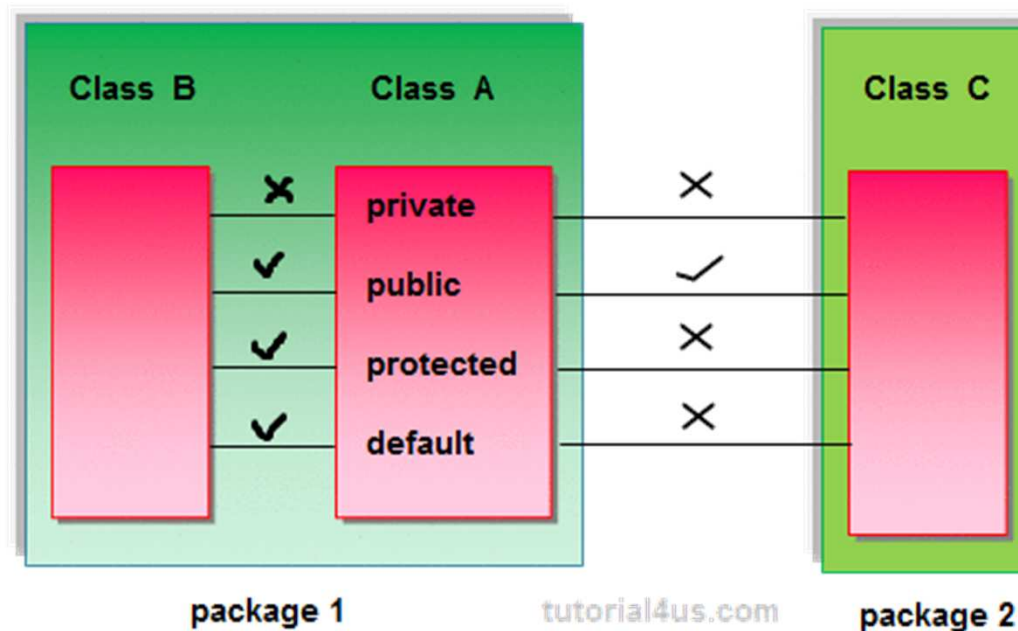 Class B
Class A
Class C
private
public
protected
default
package 1
tutorial4us.com
package 2